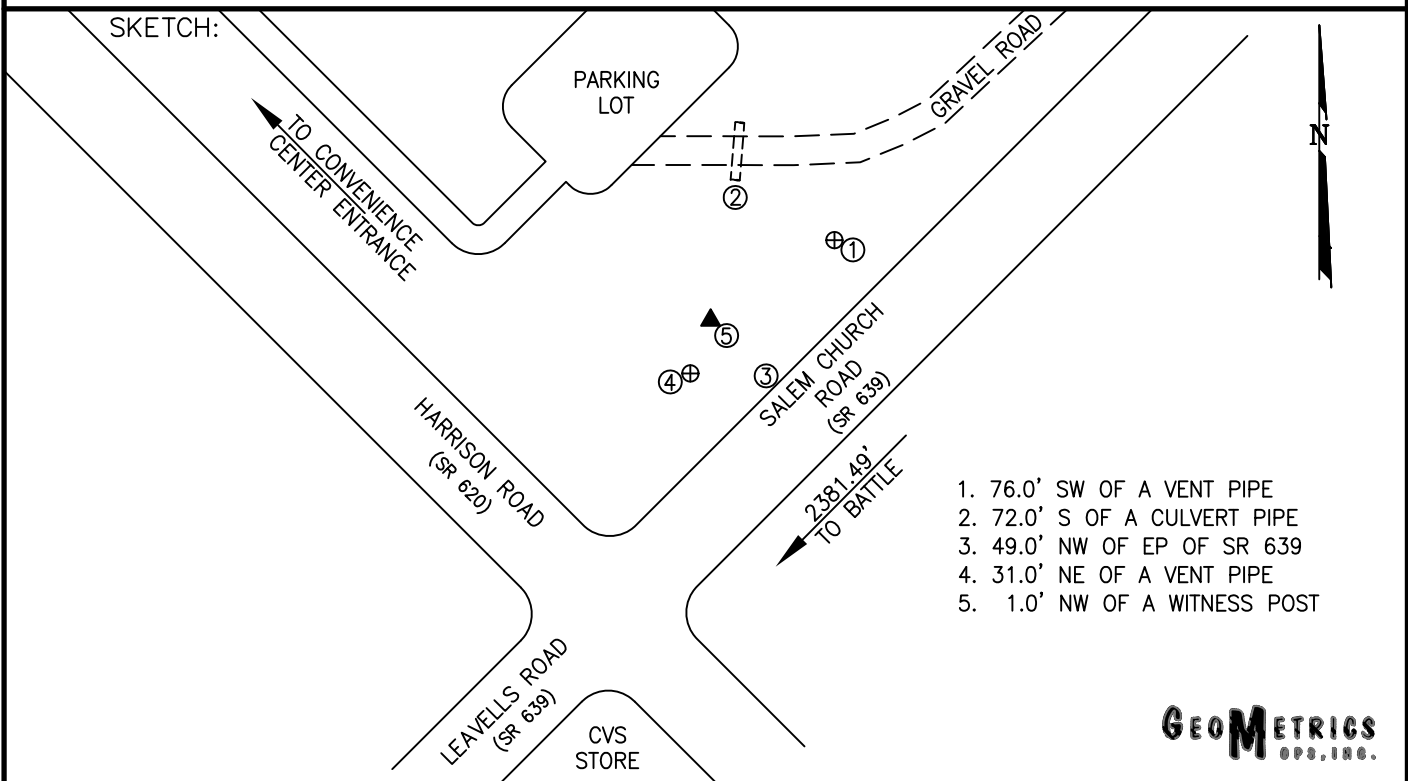 SKETCH:
PARKING
LOT
GRAVEL ROAD
N
TO CONVENIENCE
CENTER ENTRANCE
2
1
5
4
3
SALEM CHURCH
ROAD
(SR 639)
HARRISON ROAD
(SR 620)
2381.49'
TO BATTLE
1. 76.0' SW OF A VENT PIPE
2. 72.0' S OF A CULVERT PIPE
3. 49.0' NW OF EP OF SR 639
4. 31.0' NE OF A VENT PIPE
5. 1.0' NW OF A WITNESS POST
LEAVELLS ROAD
(SR 639)
CVS
STORE
GEOMETRICS
GPS, INC.